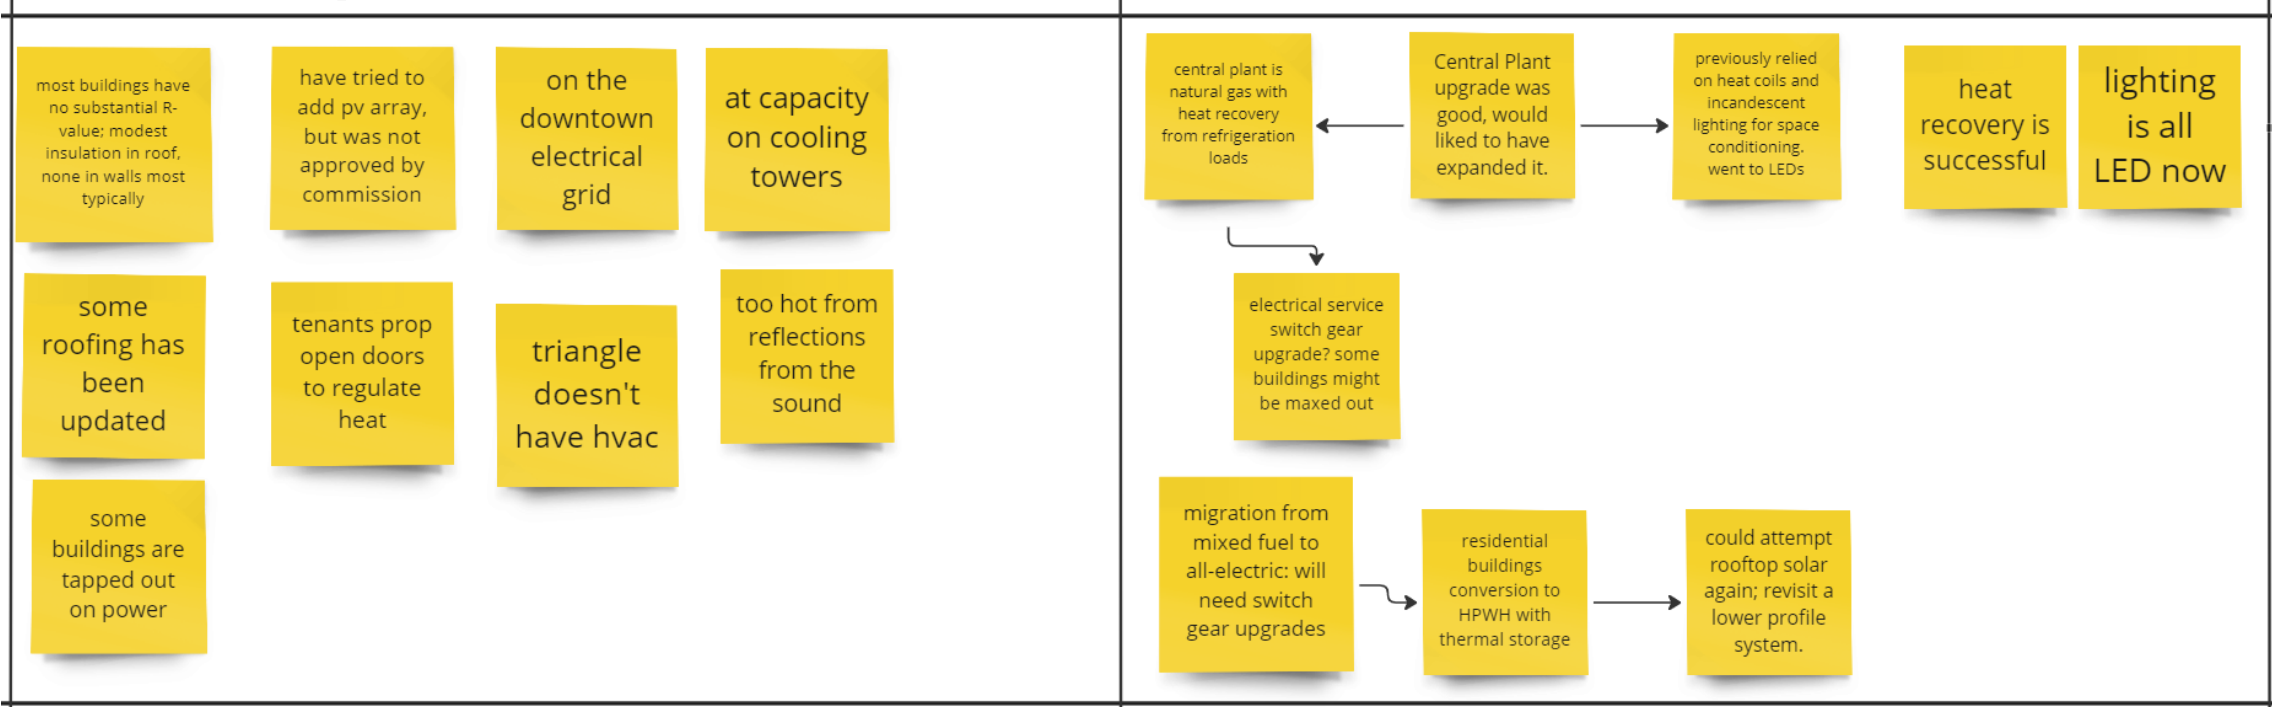 most buildings have
no substantial R-
value; modest
insulation in roof,
none in walls most
typically
have tried to
add pv array,
but was not
approved by
commission
on the
downtown
electrical
grid
at capacity
on cooling
towers
some
roofing has
been
updated
tenants prop
open doors
to regulate
heat
triangle
doesn't
have hvac
too hot from
reflections
from the
sound
some
buildings are
tapped out
on power
central plant is
natural gas with
heat recovery
from refrigeration
loads
Central Plant
upgrade was
good, would
liked to have
expanded it.
previously relied
on heat coils and
incandescent
lighting for space
conditioning.
went to LEDs
heat
recovery is
successful
lighting
is all
LED now
electrical service
switch gear
upgrade? some
buildings might
be maxed out
migration from
mixed fuel to
all-electric: will
need switch
gear upgrades
residential
buildings
conversion to
HPWH with
thermal storage
could attempt
rooftop solar
again; revisit a
lower profile
system.